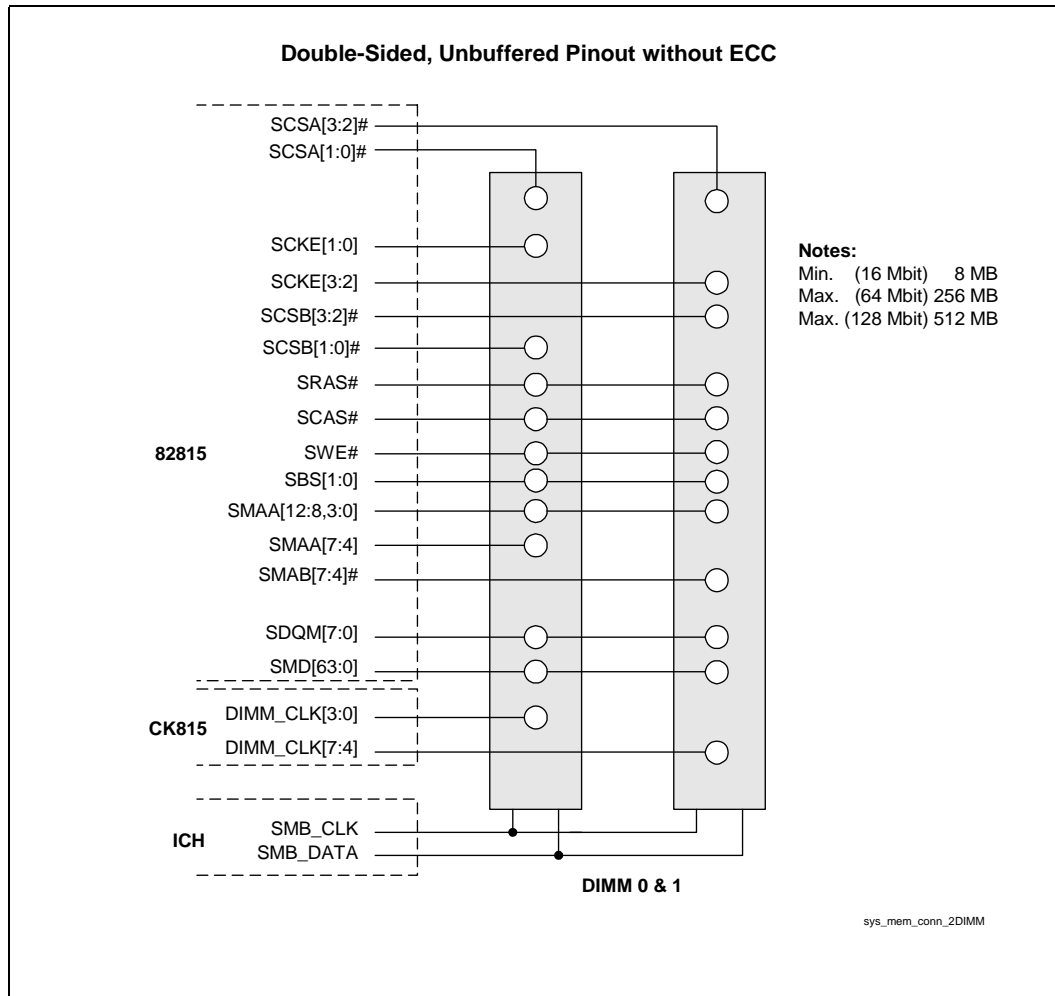 Double-Sided, Unbuffered Pinout without ECC
SCSA[3:2]#
SCSA[1:0]#
SCKE[1:0]
SCKE[3:2]
SCSB[3:2]#
SCSB[1:0]#
SRAS#
SCAS#
82815
SWE#
SBS[1:0]
SMAA[12:8,3:0]
SMAA[7:4]
SMAB[7:4]#
SDQM[7:0]
SMD[63:0]
CK815
DIMM_CLK[3:0]
DIMM_CLK[7:4]
ICH
SMB_CLK
SMB_DATA
Notes:
Min. (16 Mbit) 8 MB
Max. (64 Mbit) 256 MB
Max. (128 Mbit) 512 MB
DIMM 0 & 1
sys_mem_conn_2DIMM